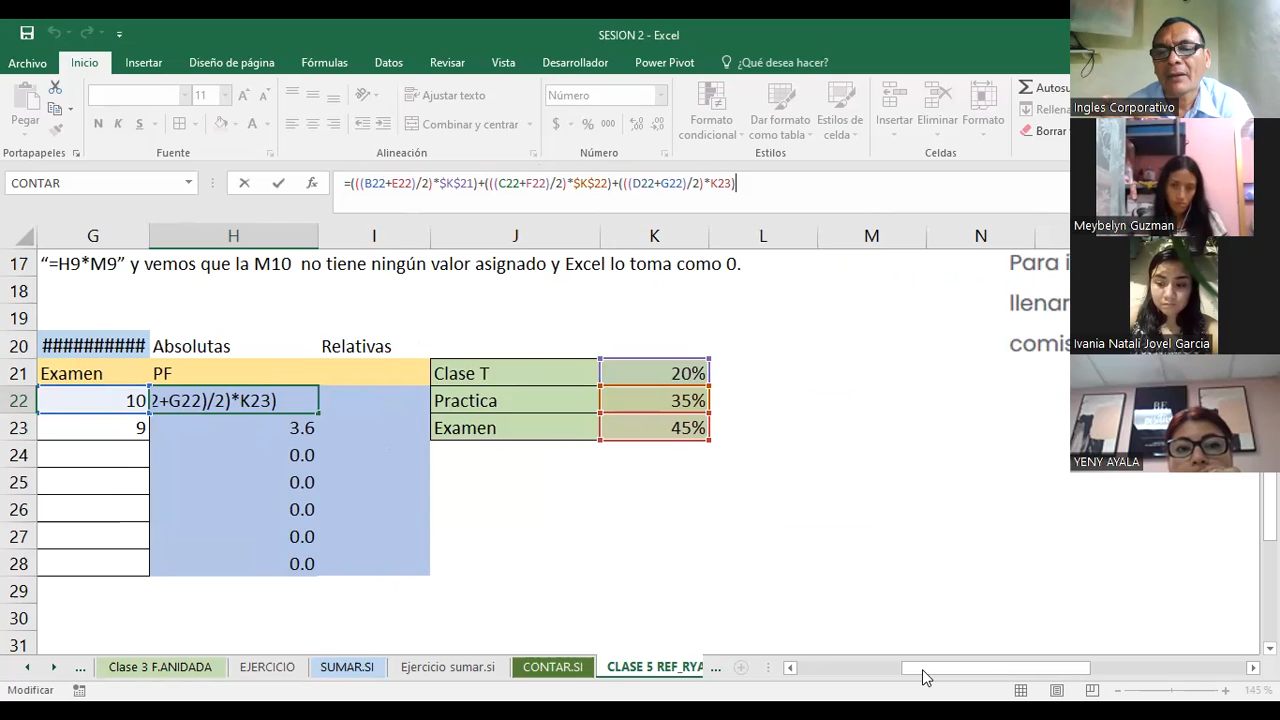 SESION 2 - Excel
Archivo Inicio Insertar Diseño de página Fórmulas Datos Revisar Vista Desarrollador Power Pivot ¿Qué desea hacer?
Pegar
11
Ajustar texto
Combinar y centrar
Número
Formato condicional
Dar formato como tabla
Estilos de celda
Insertar Eliminar Formato
Autosu
Rellena
Borrar
Portapapeles Fuente Alineación Número Estilos Celdas
CONTAR
=(((B22+E22)/2)*$K$21)+(((C22+F22)/2)*$K$22)+(((D22+G22)/2)*K23)
G H I J K L M N
17 “=H9*M9” y vemos que la M10 no tiene ningún valor asignado y Excel lo toma como 0.
Para i
18
llenar
19
20 ########## Absolutas Relativas
comis
21 Examen PF Clase T 20%
22 10 2+G22)/2)*K23) Practica 35%
23 9 3.6 Examen 45%
24 0.0
25 0.0
26 0.0
27 0.0
28 0.0
29
30
31
... Clase 3 F.ANIDADA EJERCICIO SUMAR.SI Ejercicio sumar.si CONTAR.SI CLASE 5 REF_RYA ...
Modificar
145 %
Ingles Corporativo
Meybelyn Guzman
Ivania Natali Jovel Garcia
YENY AYALA